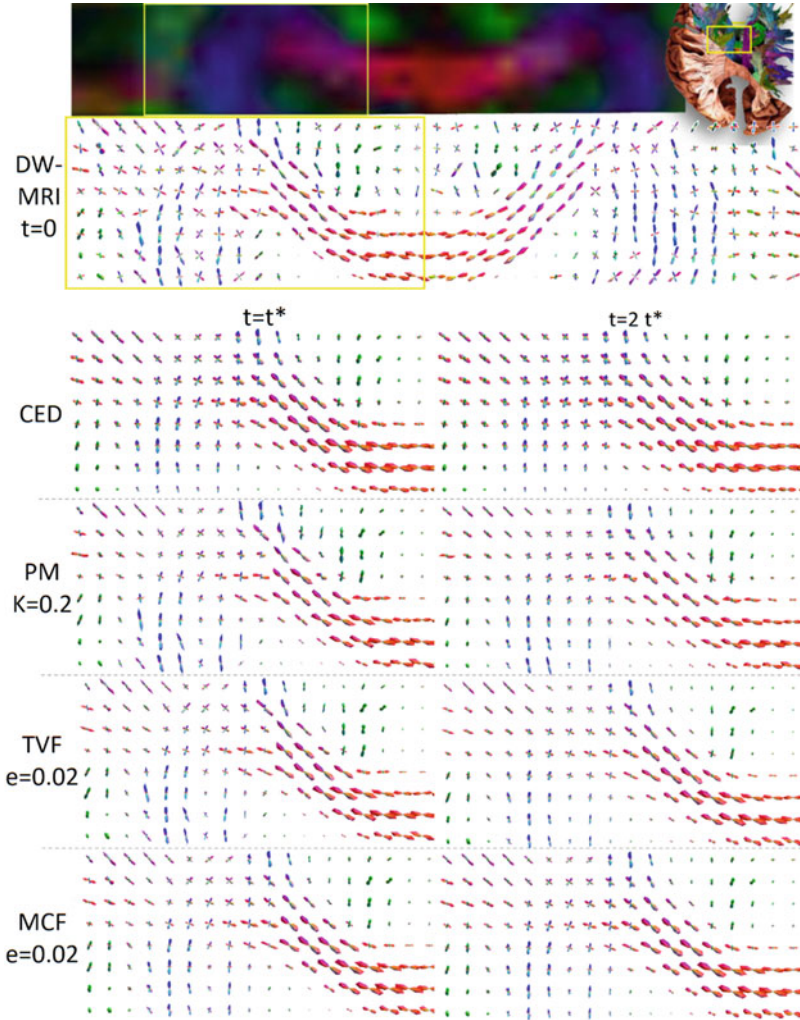 DW-
MRI
t=0
t=t*
t=2 t*
CED
PM
K=0.2
TVF
e=0.02
MCF
e=0.02